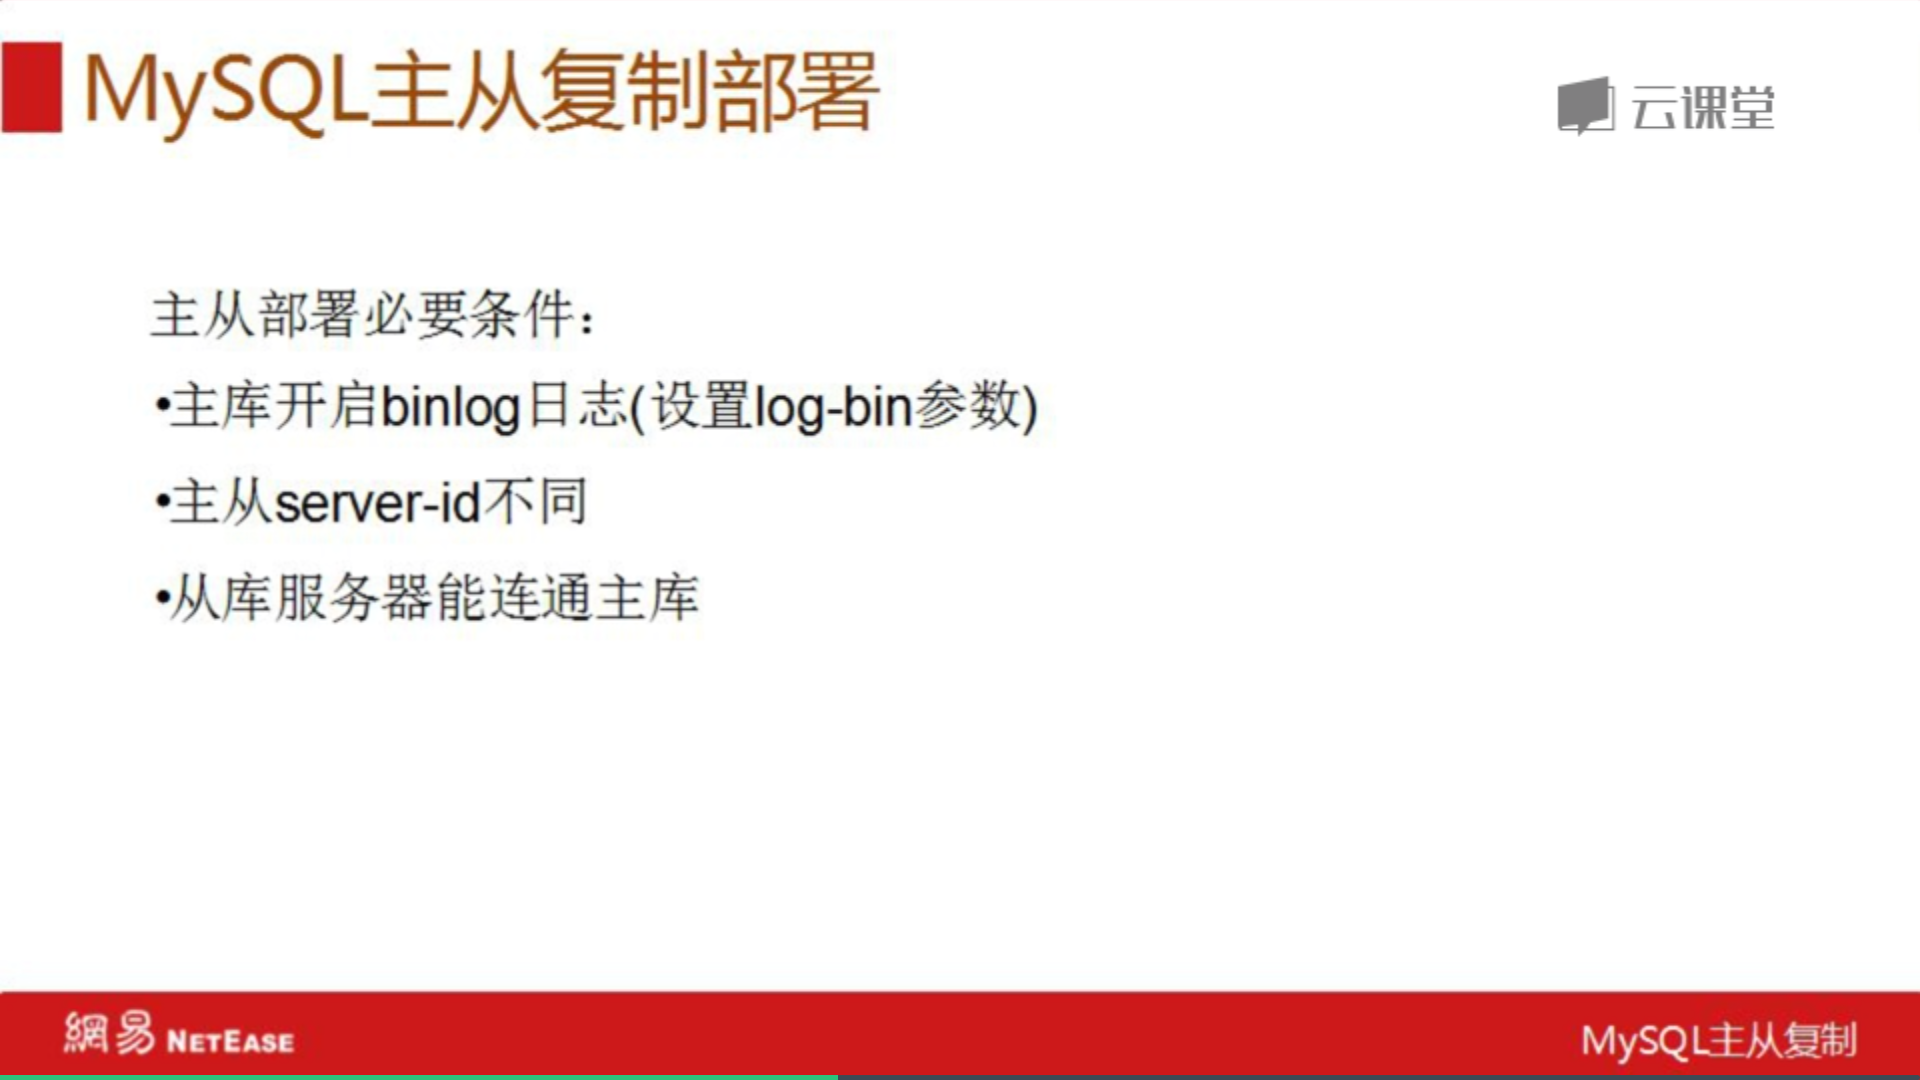 MySQL主从复制部署
云课堂
主从部署必要条件：
•主库开启binlog日志(设置log-bin参数)
•主从server-id不同
•从库服务器能连通主库
網易 NETEASE
MySQL主从复制